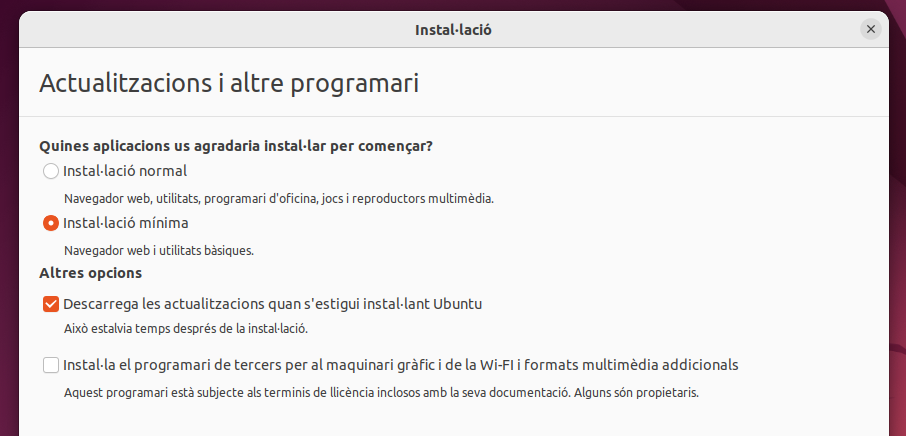 Instal·lació
Actualitzacions i altre programari
Quines aplicacions us agradaria instal·lar per començar?
Instal·lació normal
Navegador web, utilitats, programari d'oficina, jocs i reproductors multimèdia.
Instal·lació mínima
Navegador web i utilitats bàsiques.
Altres opcions
Descarrega les actualitzacions quan s'estigui instal·lant Ubuntu
Això estalvia temps després de la instal·lació.
Instal·la el programari de tercers per al maquinari gràfic i de la Wi-FI i formats multimèdia addicionals
Aquest programari està subjecte als terminis de llicència inclosos amb la seva documentació. Alguns són propietaris.